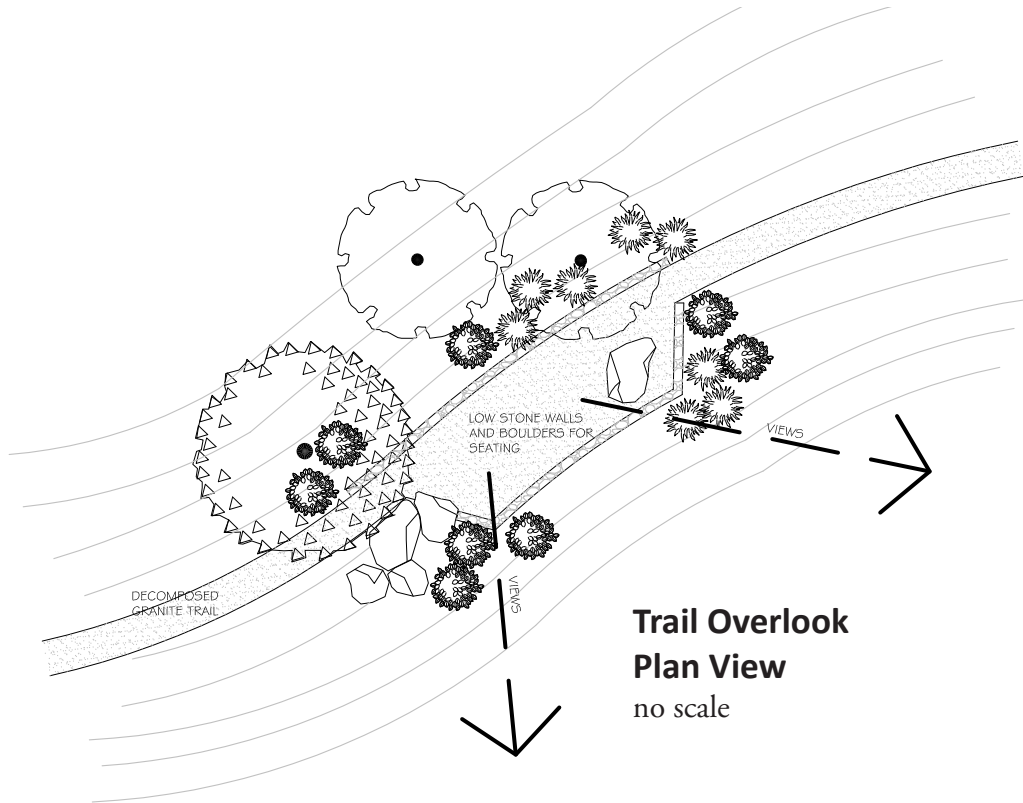 LOW STONE WALLS
AND BOULDERS FOR
SEATING
VIEWS
DECOMPOSED
GRANITE TRAIL
VIEWS
Trail Overlook
Plan View
no scale